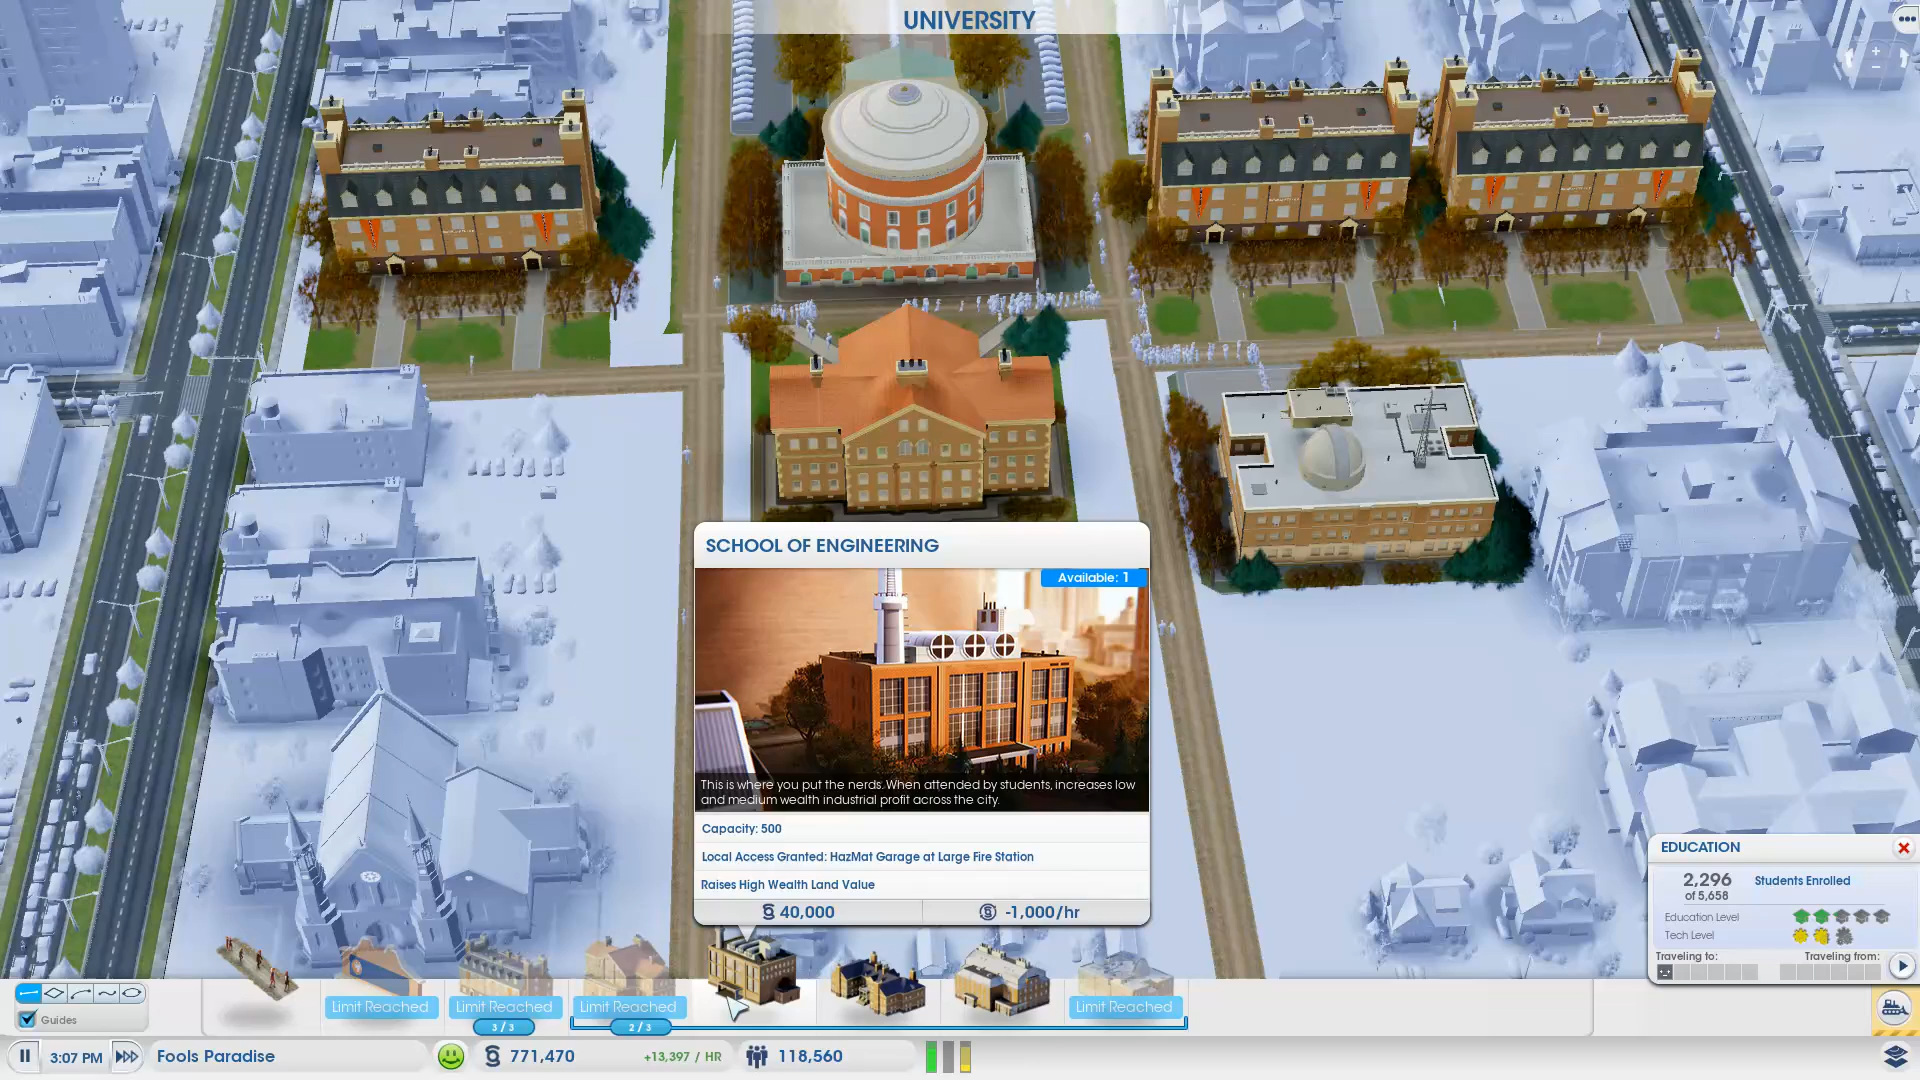 UNIVERSITY
SCHOOL OF ENGINEERING
Available: 1
This is where you put the nerds. When attended by students, increases low
and medium wealth industrial profit across the city.
Capacity: 500
Local Access Granted: HazMat Garage at Large Fire Station
Raises High Wealth Land Value
40,000
-1,000/hr
EDUCATION
2,296
of 5,658
Students Enrolled
Education Level
Tech Level
Traveling to:
Traveling from:
Limit Reached
Limit Reached
Limit Reached
Limit Reached
3 / 3
2 / 3
Guides
3:07 PM
Fools Paradise
771,470
+13,397 / HR
118,560